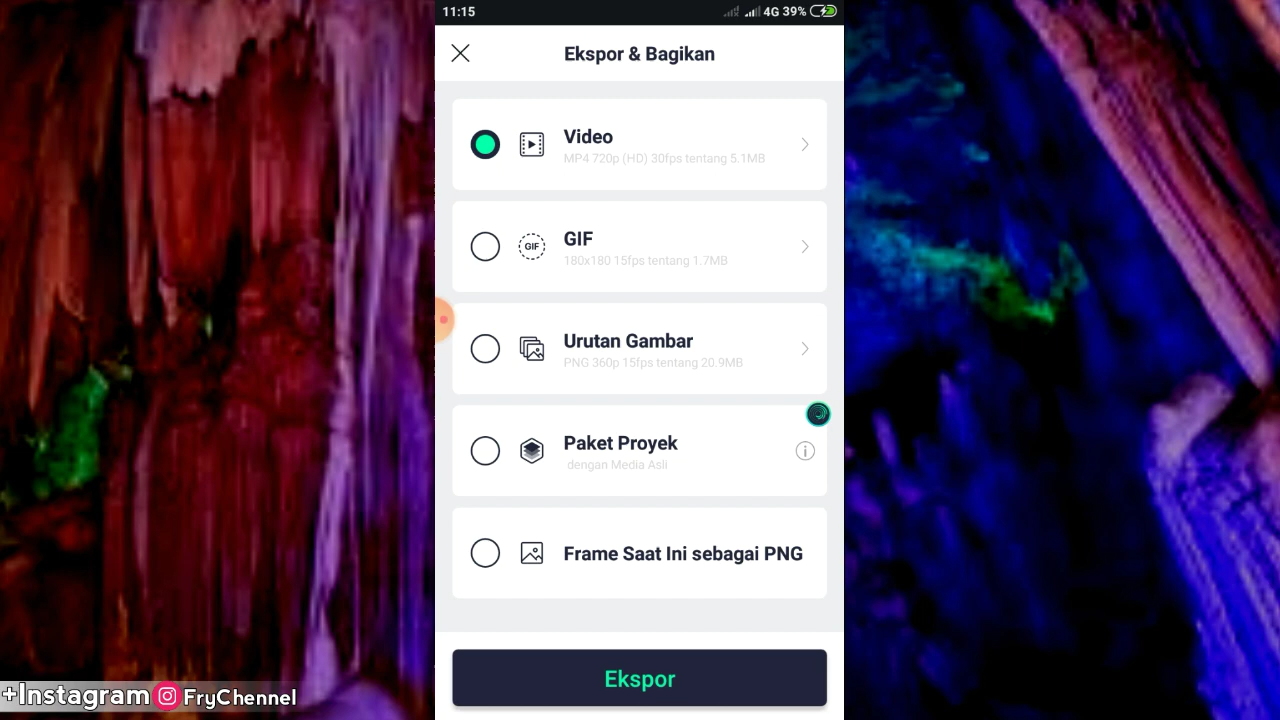 11:15
4G 39%
Ekspor & Bagikan
Video
MP4 720p (HD) 30fps tentang 5.1MB
GIF
GIF
180x180 15fps tentang 1.7MB
Urutan Gambar
PNG 360p 15fps tentang 20.9MB
Paket Proyek
dengan Media Asli
Frame Saat Ini sebagai PNG
Ekspor
+Instagram FryChennel